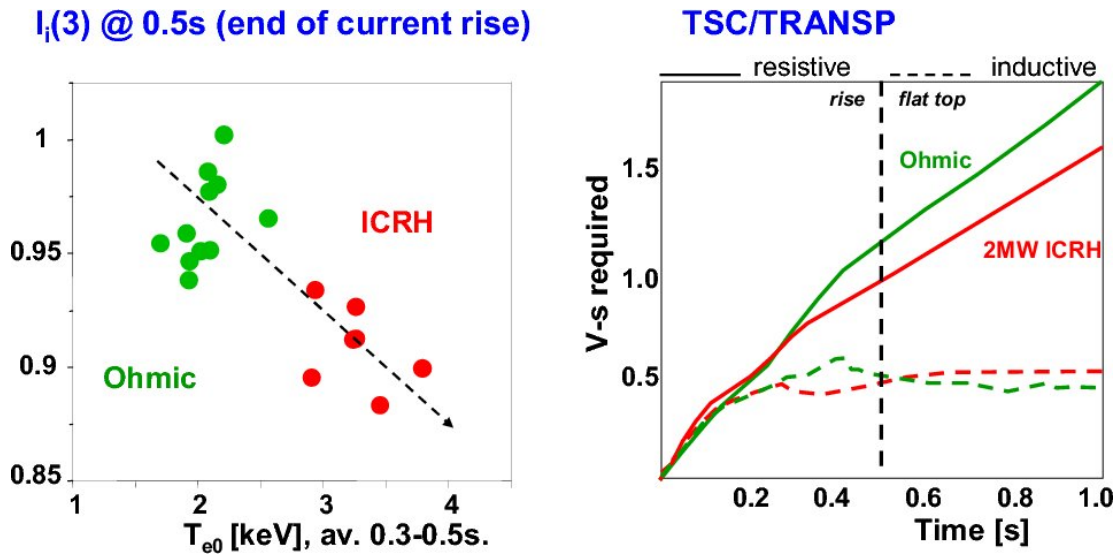 l_i(3) @ 0.5s (end of current rise)
1
0.95
0.9
0.85
ICRH
Ohmic
1 2 3 4
T_e0 [keV], av. 0.3-0.5s.
TSC/TRANSP
resistive inductive
rise flat top
Ohmic
2MW ICRH
V-s required
1.5
1.0
0.5
0.2 0.4 0.6 0.8 1.0
Time [s]